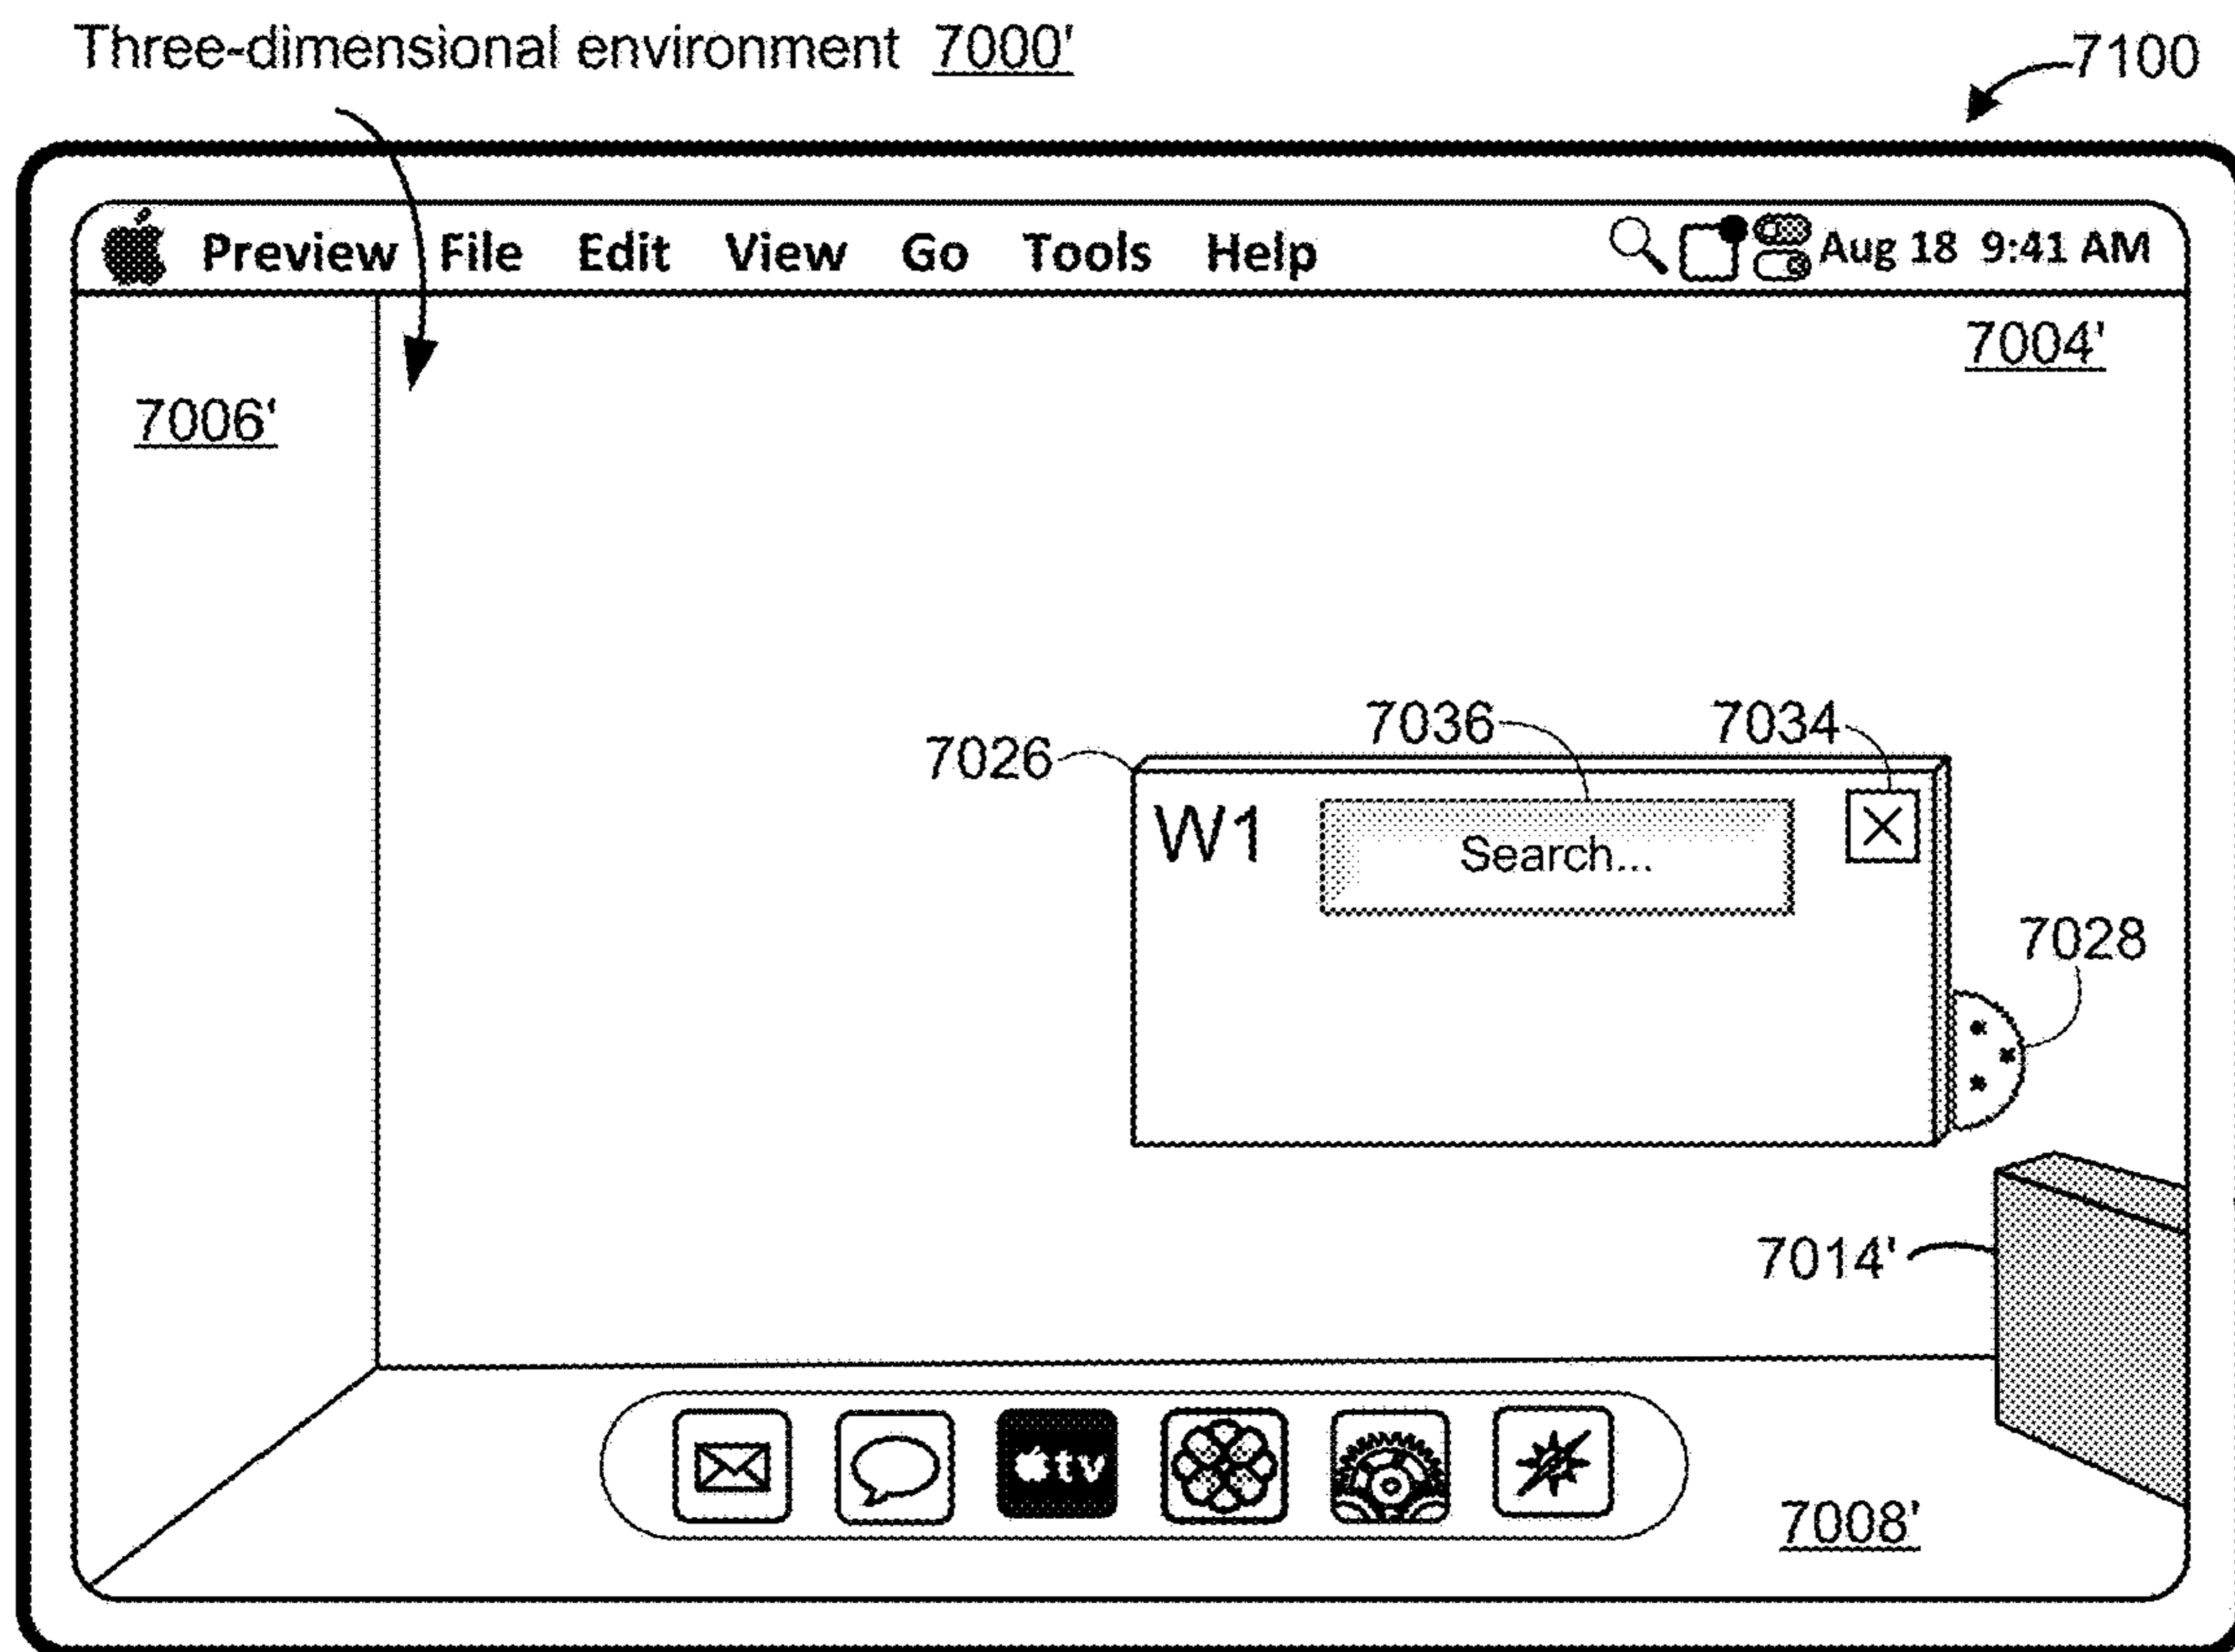 Three-dimensional environment 7000'
7100
Preview File Edit View Go Tools Help Aug 18 9:41 AM
7004'
7006'
7036 7034
7026
W1 Search...
7028
7014'
tv
7008'